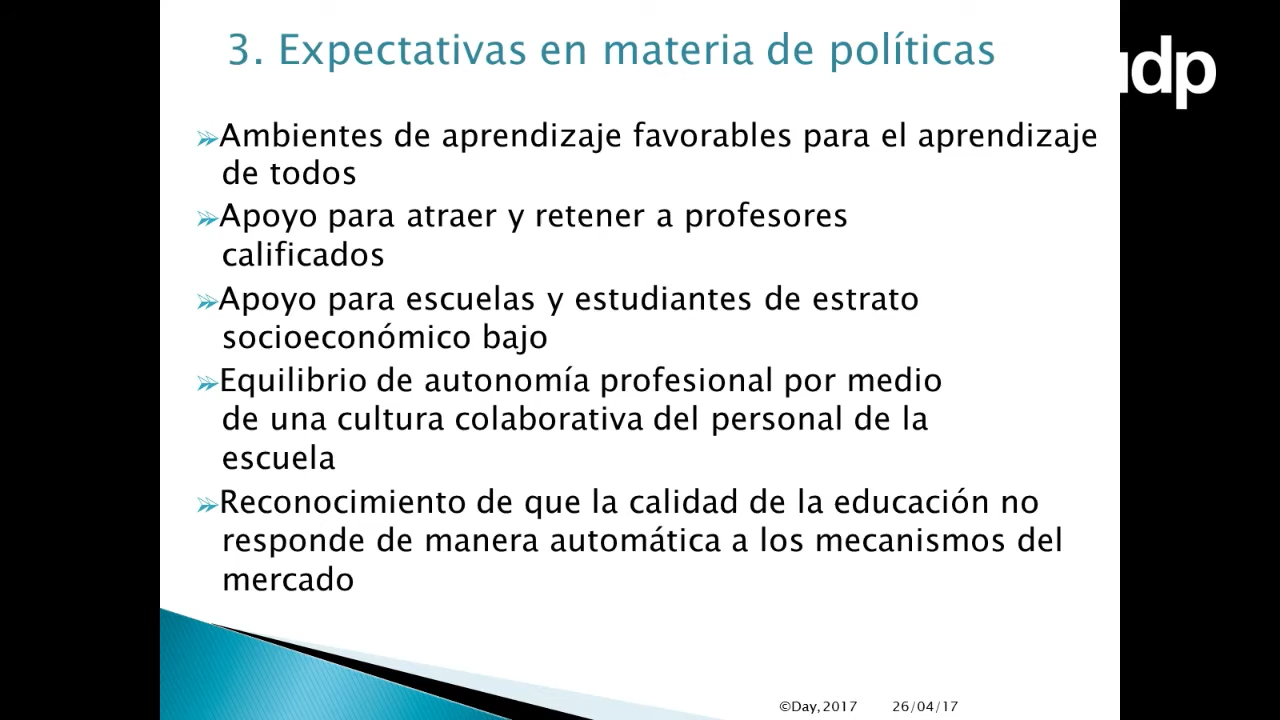 3. Expectativas en materia de políticas
udp
Ambientes de aprendizaje favorables para el aprendizaje
de todos
Apoyo para atraer y retener a profesores
calificados
Apoyo para escuelas y estudiantes de estrato
socioeconómico bajo
Equilibrio de autonomía profesional por medio
de una cultura colaborativa del personal de la
escuela
Reconocimiento de que la calidad de la educación no
responde de manera automática a los mecanismos del
mercado
©Day, 2017 26/04/17